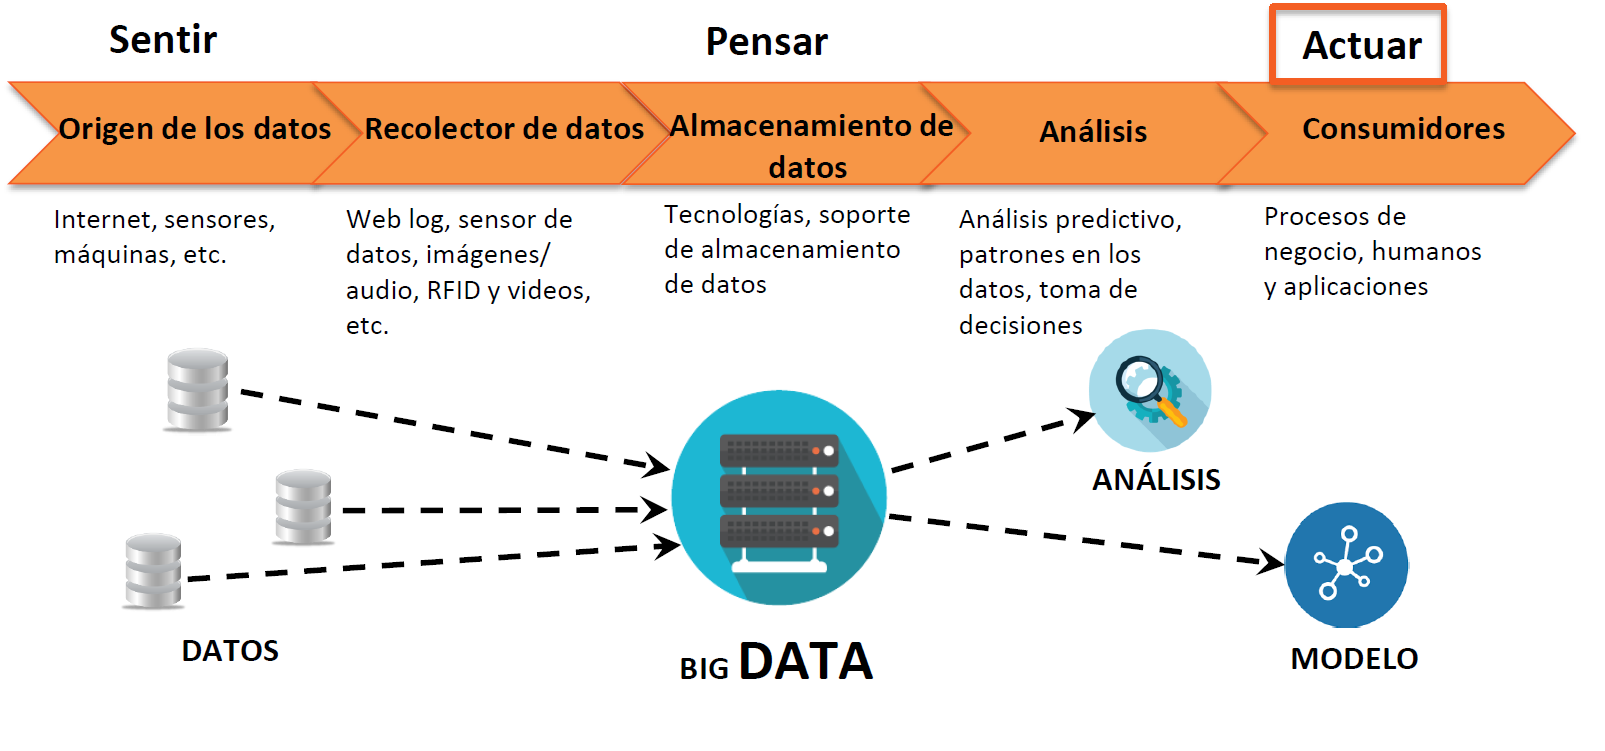 Sentir
Pensar
Actuar
Origen de los datos
Recolector de datos
Almacenamiento de
datos
Análisis
Consumidores
Internet, sensores,
máquinas, etc.
Web log, sensor de
datos, imágenes/
audio, RFID y videos,
etc.
Tecnologías, soporte
de almacenamiento
de datos
Análisis predictivo,
patrones en los
datos, toma de
decisiones
Procesos de
negocio, humanos
y aplicaciones
DATOS
BIG DATA
ANÁLISIS
MODELO